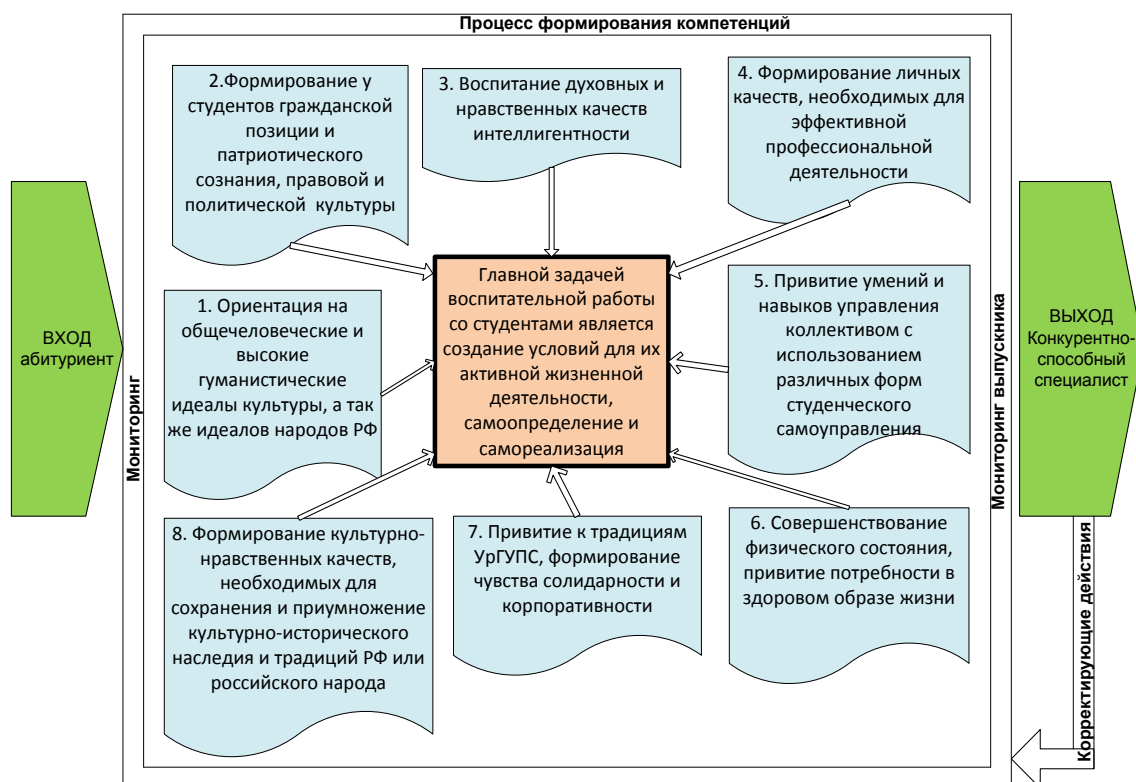 Процесс формирования компетенций
2.Формирование у
студентов гражданской
позиции и
патриотического
сознания, правовой и
политической культуры
3. Воспитание духовных и
нравственных качеств
интеллигентности
4. Формирование личных
качеств, необходимых для
эффективной
профессиональной
деятельности
ВХОД
абитуриент
Мониторинг
1. Ориентация на
общечеловеческие и
высокие
гуманистические
идеалы культуры, а так
же идеалов народов РФ
Главной задачей
воспитательной работы
со студентами является
создание условий для их
активной жизненной
деятельности,
самоопределение и
самореализация
5. Привитие умений и
навыков управления
коллективом с
использованием
различных форм
студенческого
самоуправления
Мониторинг выпускника
ВЫХОД
Конкурентно-
способный
специалист
8. Формирование культурно-
нравственных качеств,
необходимых для
сохранения и приумножение
культурно-исторического
наследия и традиций РФ или
российского народа
7. Привитие к традициям
УрГУПС, формирование
чувства солидарности и
корпоративности
6. Совершенствование
физического состояния,
привитие потребности в
здоровом образе жизни
Корректирующие действия